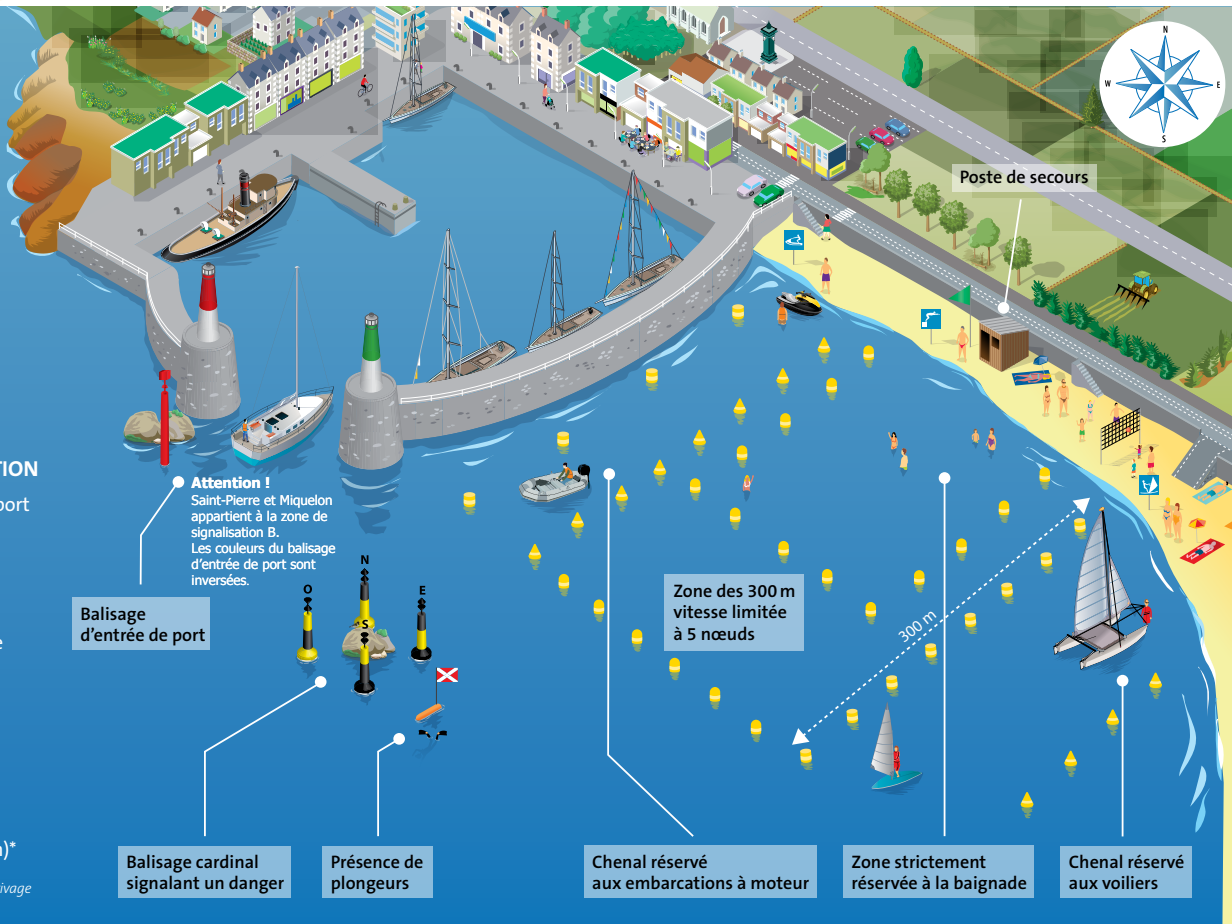 N
W
E
S
Poste de secours
TION
port
Attention !
Saint-Pierre et Miquelon
appartient à la zone de
signalisation B.
Les couleurs du balisage
d'entrée de port sont
inversées.
Balisage
d'entrée de port
N
O
E
S
Zone des 300 m
vitesse limitée
à 5 nœuds
300 m
e
)*
ivage
Balisage cardinal
signalant un danger
Présence de
plongeurs
Chenal réservé
aux embarcations à moteur
Zone strictement
réservée à la baignade
Chenal réservé
aux voiliers